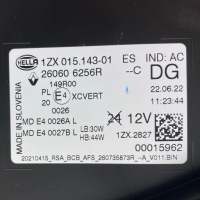 HELLA 1ZX 015.143-01 ES IND: AC
26060 6256R --C DG
MADE IN SLOVENIA
149R00 22.06.22
PL E4 XCVERT 11:23:44
20 0026
MD E4 0026A L 24 12V
MD E4 0027B L LB:30W HB:44W 1ZX.2827
00015962
20210415_RSA_BCB_AFS_260735873R_--A_V011.BIN